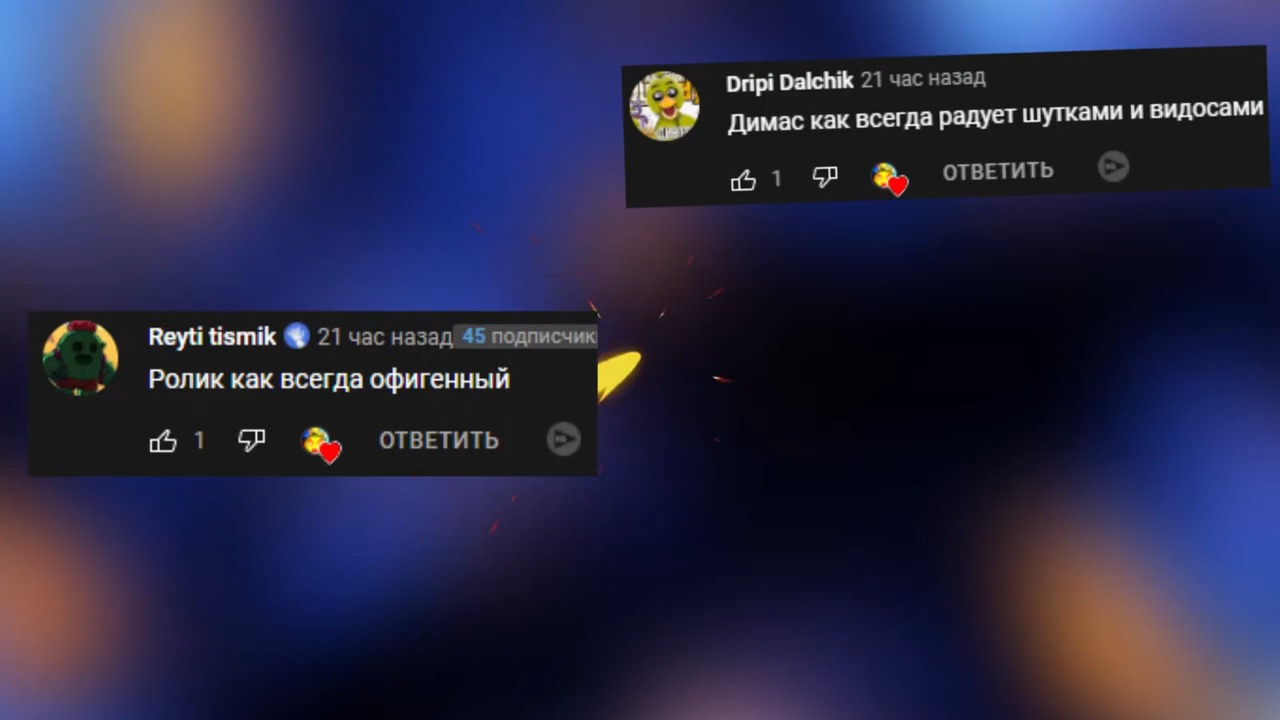 Dripi Dalchik 21 час назад
Димас как всегда радует шутками и видосами
1 ОТВЕТИТЬ
Reyti tismik 21 час назад 45 подписчик
Ролик как всегда офигенный
1 ОТВЕТИТЬ